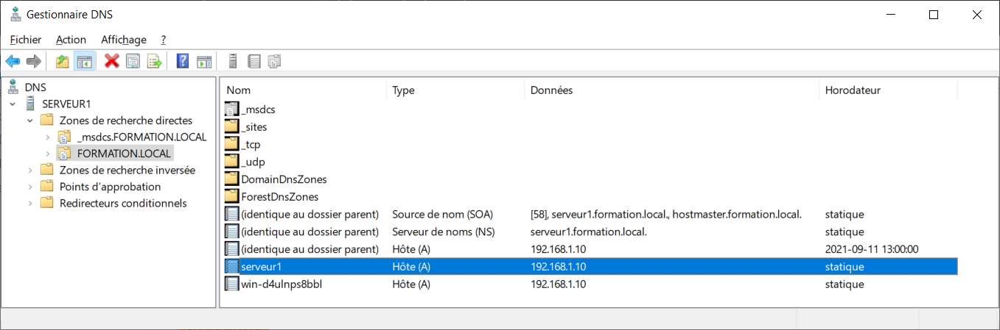 Gestionnaire DNS
Fichier Action Affichage ?
DNS
SERVEUR1
Zones de recherche directes
_msdcs.FORMATION.LOCAL
FORMATION.LOCAL
Zones de recherche inversée
Points d'approbation
Redirecteurs conditionnels
Nom Type Données Horodateur
_msdcs
_sites
_tcp
_udp
DomainDnsZones
ForestDnsZones
(identique au dossier parent) Source de nom (SOA) [58], serveur1.formation.local., hostmaster.formation.local. statique
(identique au dossier parent) Serveur de noms (NS) serveur1.formation.local. statique
(identique au dossier parent) Hôte (A) 192.168.1.10 2021-09-11 13:00:00
serveur1 Hôte (A) 192.168.1.10 statique
win-d4ulnps8bbl Hôte (A) 192.168.1.10 statique